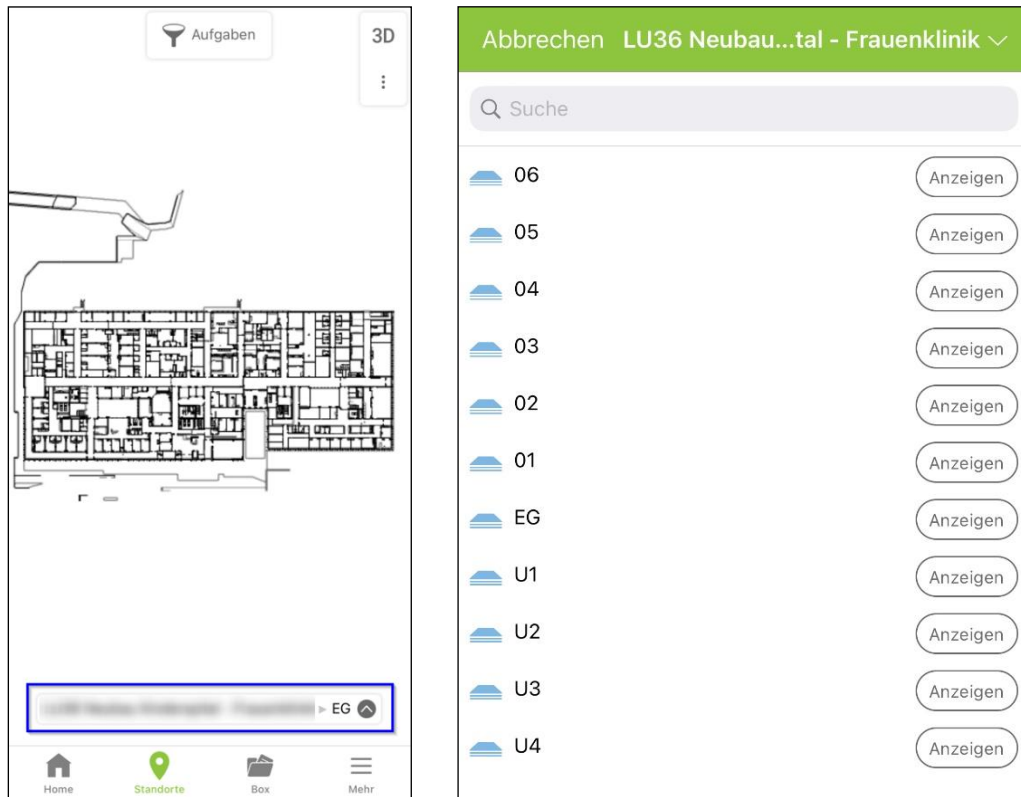 Aufgaben
3D
▸ EG
Home
Standorte
Box
Mehr
Abbrechen LU36 Neubau...tal - Frauenklinik
Suche
06 Anzeigen
05 Anzeigen
04 Anzeigen
03 Anzeigen
02 Anzeigen
01 Anzeigen
EG Anzeigen
U1 Anzeigen
U2 Anzeigen
U3 Anzeigen
U4 Anzeigen